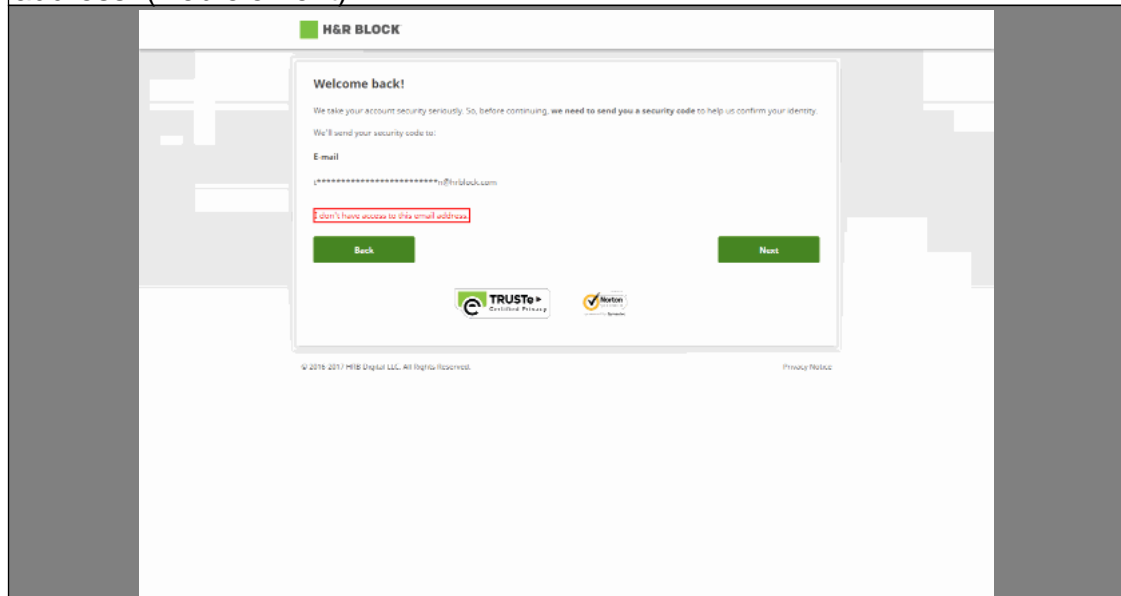 H&R BLOCK
Welcome back!
We take your account security seriously. So, before continuing, we need to send you a security code to help us confirm your identity.
We'll send your security code to:
E-mail
t**************************n@hrblock.com
I don't have access to this email address.
Back
Next
TRUSTe
Certified Privacy
Norton
© 2016-2017 HRB Digital LLC. All Rights Reserved.
Privacy Notice